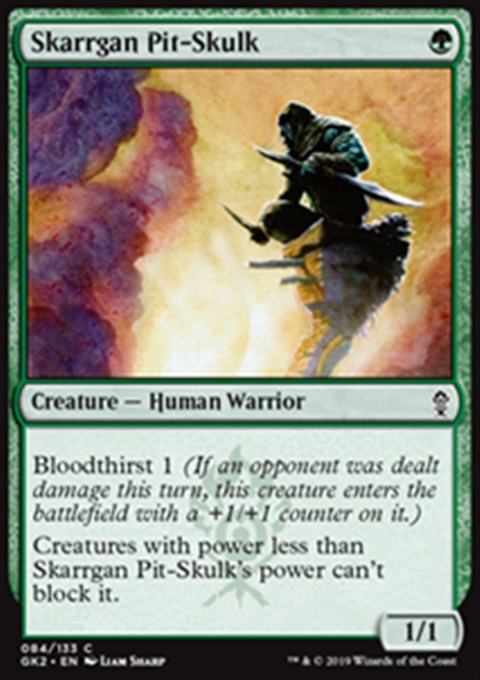 Skarrgan Pit-Skulk
Creature — Human Warrior
Bloodthirst 1 (If an opponent was dealt
damage this turn, this creature enters the
battlefield with a +1/+1 counter on it.)
Creatures with power less than
Skarrgan Pit-Skulk's power can't
block it.
1/1
084/133 C
GK2 • EN Liam Sharp
™ & © 2019 Wizards of the Coast